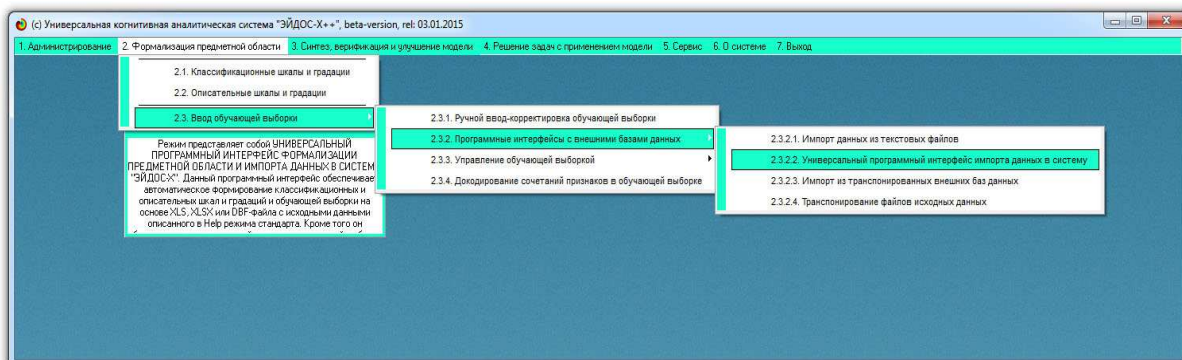 (c) Универсальная когнитивная аналитическая система "ЭЙДОС-X++", beta-version, rel: 03.01.2015
1. Администрирование 2. Формализация предметной области 3. Синтез, верификация и улучшение модели 4. Решение задач с применением модели 5. Сервис 6. О системе 7. Выход
2.1. Классификационные шкалы и градации
2.2. Описательные шкалы и градации
2.3. Ввод обучающей выборки
2.3.1. Ручной ввод-корректировка обучающей выборки
2.3.2. Программные интерфейсы с внешними базами данных
2.3.3. Управление обучающей выборкой
2.3.4. Докодирование сочетаний признаков в обучающей выборке
2.3.2.1. Импорт данных из текстовых файлов
2.3.2.2. Универсальный программный интерфейс импорта данных в систему
2.3.2.3. Импорт из транспонированных внешних баз данных
2.3.2.4. Транспонирование файлов исходных данных
Режим представляет собой УНИВЕРСАЛЬНЫЙ
ПРОГРАММНЫЙ ИНТЕРФЕЙС ФОРМАЛИЗАЦИИ
ПРЕДМЕТНОЙ ОБЛАСТИ И ИМПОРТА ДАННЫХ В СИСТЕМ
"ЭЙДОС-X". Данный программный интерфейс обеспечивае
автоматическое формирование классификационных и
описательных шкал и градаций и обучающей выборки на
основе XLS, XLSX или DBF-файла с исходными данными
описанного в Help режима стандарта. Кроме того он